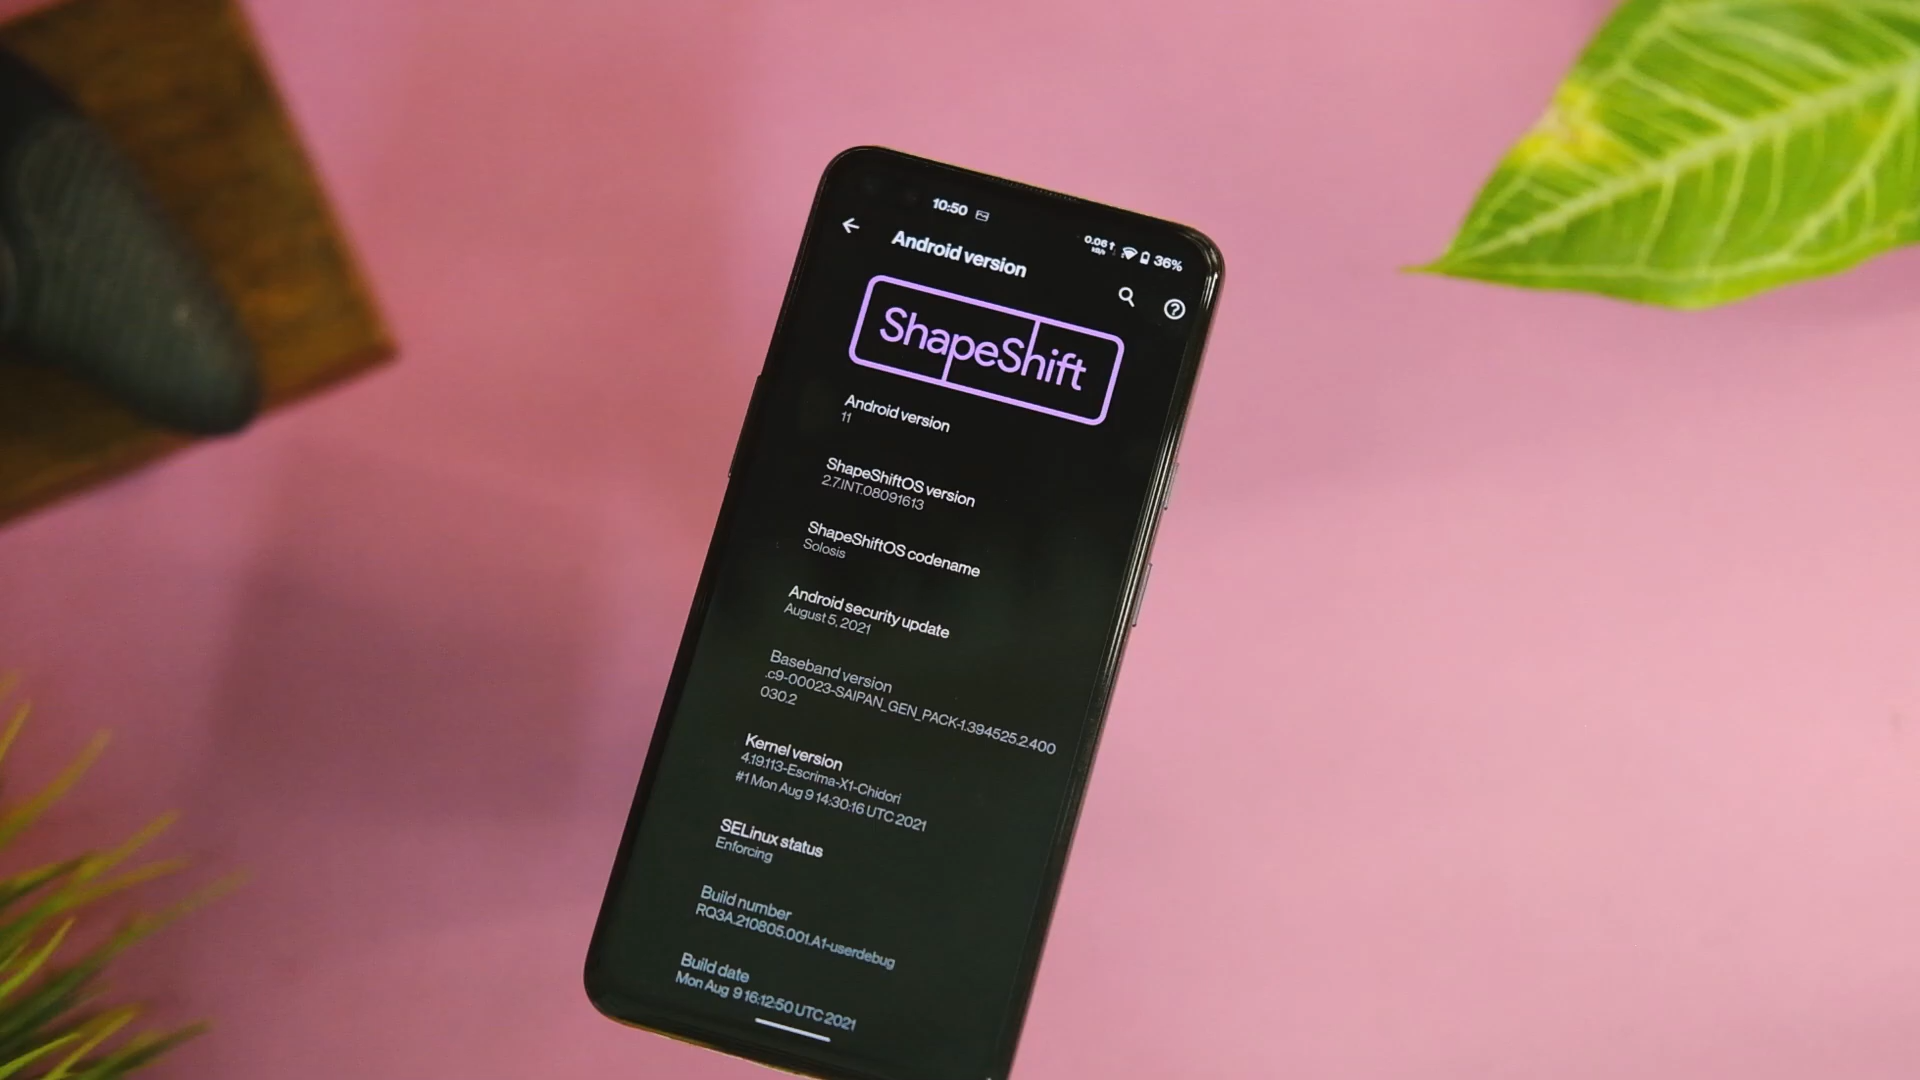 10:50
0.06↑ kB/s 36%
Android version
ShapeShift
Android version
11
ShapeShiftOS version
2.7.INT.08091613
ShapeShiftOS codename
Solosis
Android security update
August 5, 2021
Baseband version
.c9-00023-SAIPAN_GEN_PACK-1.394525.2.400
030.2
Kernel version
4.19.113-Escrima-X1-Chidori
#1 Mon Aug 9 14:30:16 UTC 2021
SELinux status
Enforcing
Build number
RQ3A.210805.001.A1-userdebug
Build date
Mon Aug 9 16:12:50 UTC 2021